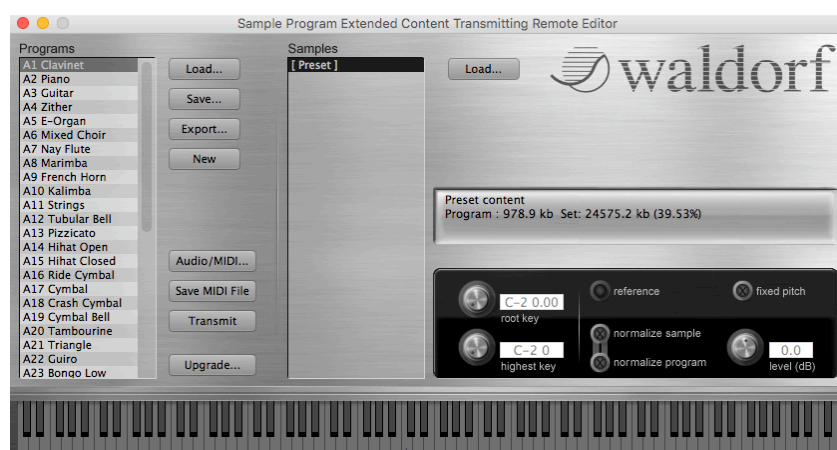 Sample Program Extended Content Transmitting Remote Editor
Programs
A1 Clavinet
A2 Piano
A3 Guitar
A4 Zither
A5 E-Organ
A6 Mixed Choir
A7 Nay Flute
A8 Marimba
A9 French Horn
A10 Kalimba
A11 Strings
A12 Tubular Bell
A13 Pizzicato
A14 Hihat Open
A15 Hihat Closed
A16 Ride Cymbal
A17 Cymbal
A18 Crash Cymbal
A19 Cymbal Bell
A20 Tambourine
A21 Triangle
A22 Guiro
A23 Bongo Low
Load...
Save...
Export...
New
Audio/MIDI...
Save MIDI File
Transmit
Upgrade...
Samples
[ Preset ]
Load...
waldorf
Preset content
Program : 978.9 kb Set: 24575.2 kb (39.53%)
C-2 0.00
root key
C-2 0
highest key
reference
normalize sample
normalize program
fixed pitch
0.0
level (dB)